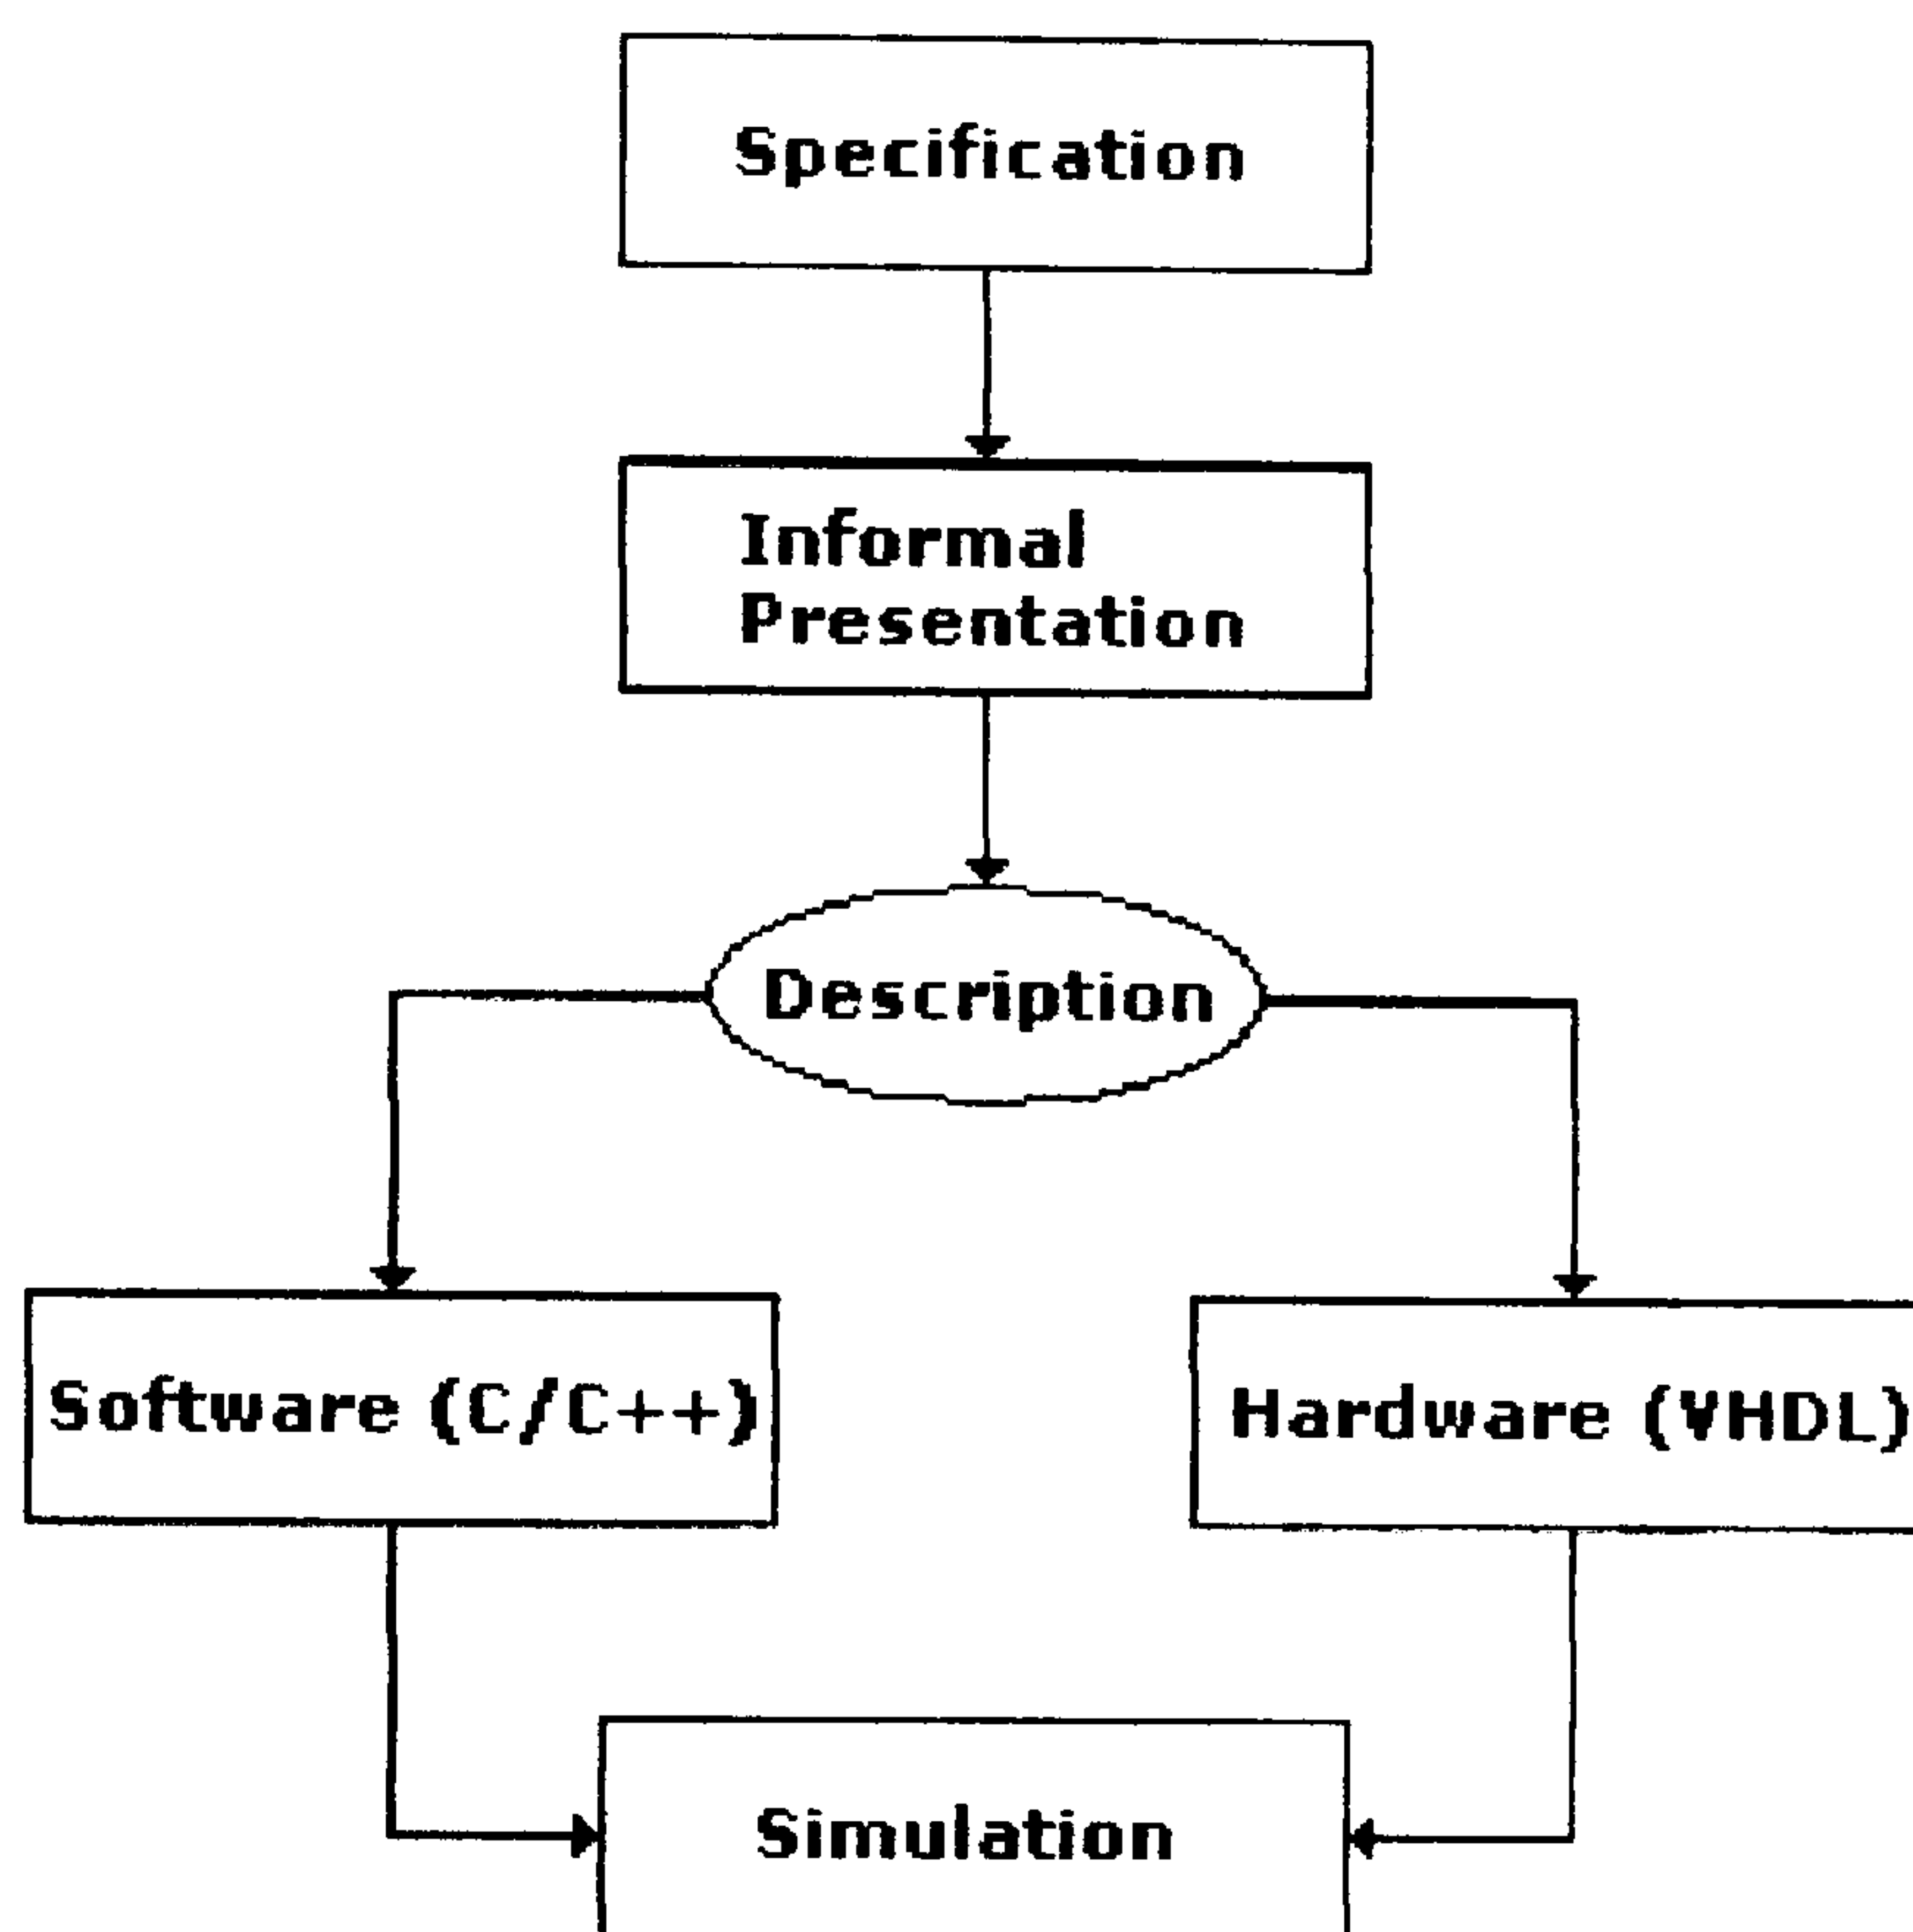 Specification
Informal
Presentation
Description
Software (C/C++)
Hardware (VHDL)
Simulation